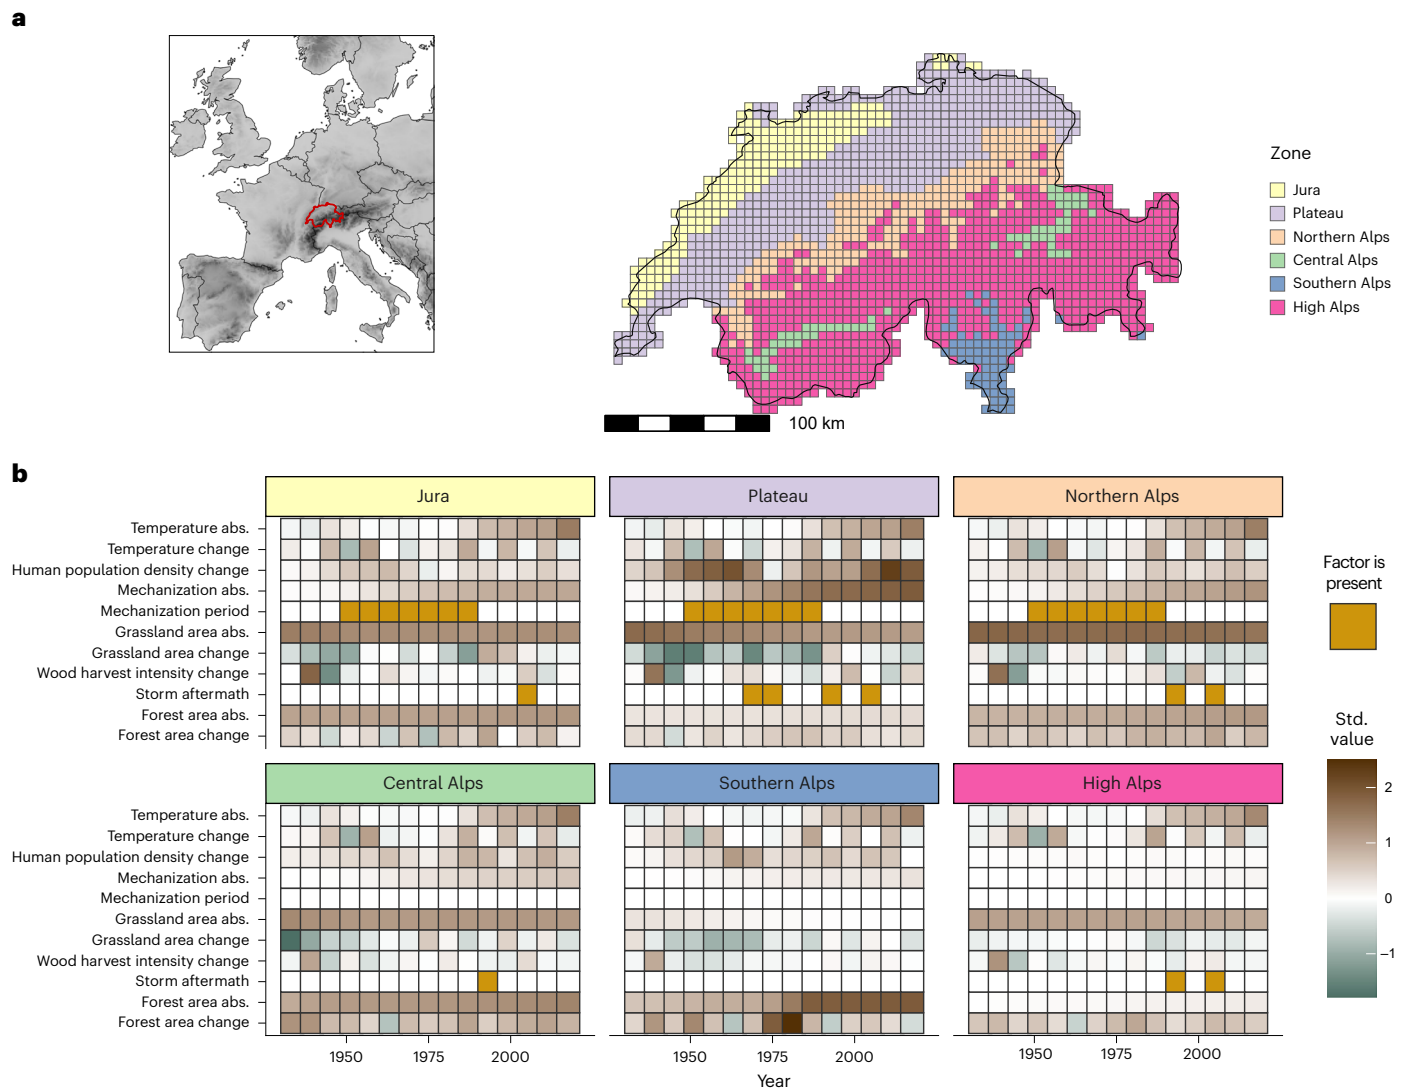 a
Zone
Jura
Plateau
Northern Alps
Central Alps
Southern Alps
High Alps
100 km
b
Jura
Plateau
Northern Alps
Temperature abs.
Temperature change
Human population density change
Mechanization abs.
Mechanization period
Grassland area abs.
Grassland area change
Wood harvest intensity change
Storm aftermath
Forest area abs.
Forest area change
Factor is
present
Std.
value
2
1
0
−1
Central Alps
Southern Alps
High Alps
Temperature abs.
Temperature change
Human population density change
Mechanization abs.
Mechanization period
Grassland area abs.
Grassland area change
Wood harvest intensity change
Storm aftermath
Forest area abs.
Forest area change
1950 1975 2000
1950 1975 2000
1950 1975 2000
Year